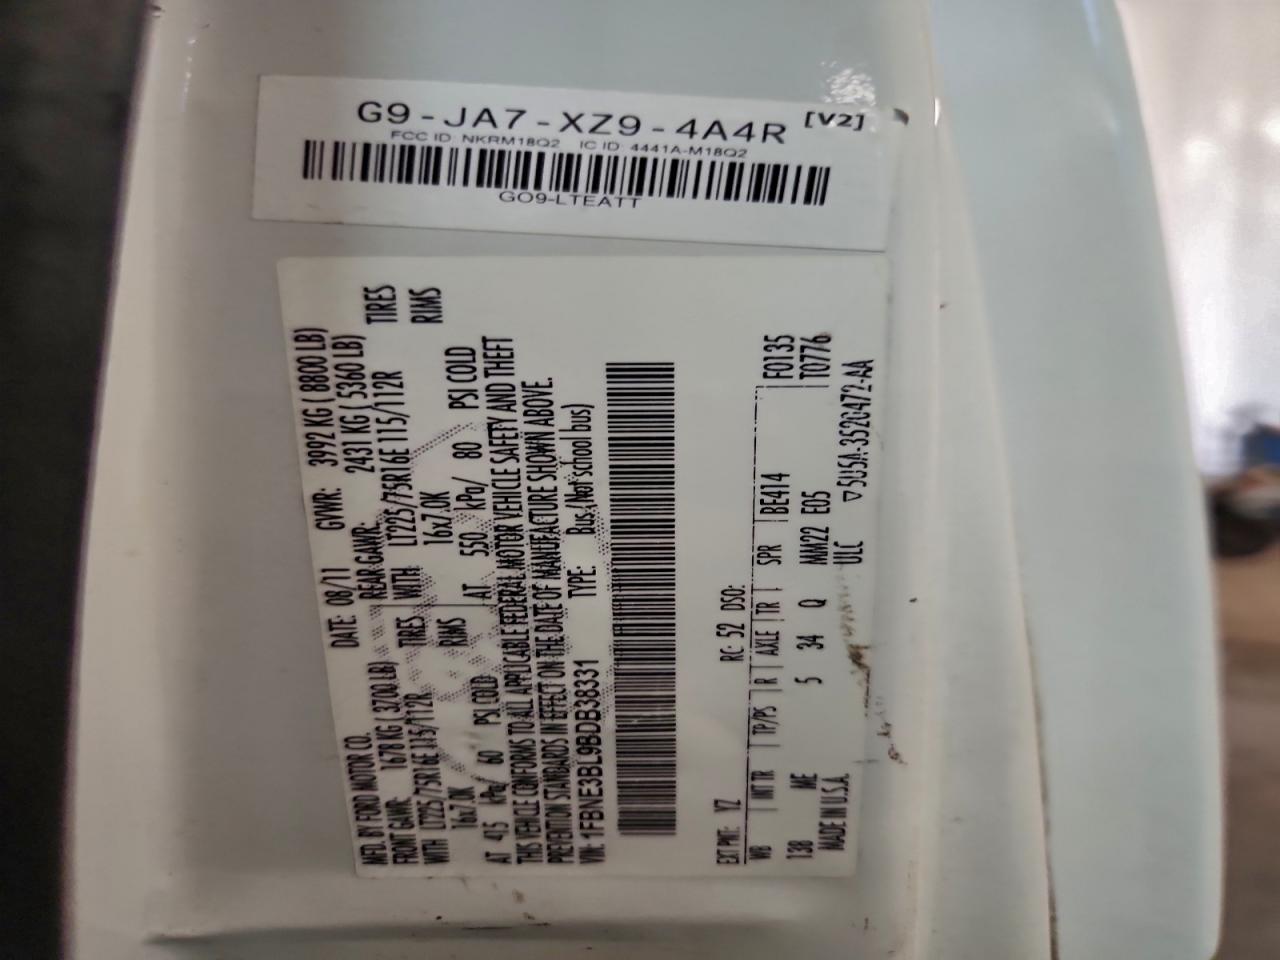 G9-JA7-XZ9-4A4R [V2]
FCC ID: NKRM18Q2 IC ID: 4441A-M18Q2
GO9-LTEATT
MFD. BY FORD MOTOR CO. DATE: 08/11 GVWR: 3992 KG ( 8800 LB)
FRONT GAWR: 1678 KG ( 3700 LB) REAR GAWR: 2431 KG ( 5360 LB)
WITH LT225/75R16E 115/112R TIRES WITH LT225/75R16E 115/112R TIRES
16x7.0K RIMS 16x7.0K RIMS
AT 415 kPa/ 60 PSI COLD AT 550 kPa/ 80 PSI COLD
THIS VEHICLE CONFORMS TO ALL APPLICABLE FEDERAL MOTOR VEHICLE SAFETY AND THEFT
PREVENTION STANDARDS IN EFFECT ON THE DATE OF MANUFACTURE SHOWN ABOVE.
VIN: 1FBNE3BL9BDB38331 TYPE: Bus (Not school bus)
F0135
T0776
EXT PNT: YZ RC: 52 DSO:
WB INT TR TP/PS R AXLE TR SPR BE414
138 ME 5 34 Q MM22 E05
MADE IN U.S.A. ULC ▽5U5A-3520472-AA